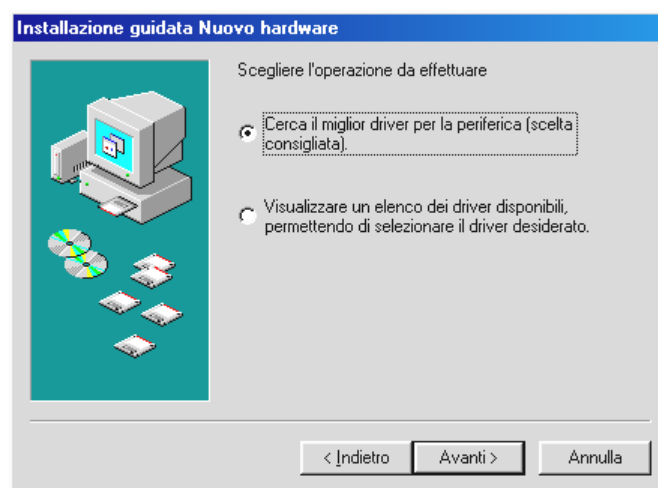 Installazione guidata Nuovo hardware
Scegliere l'operazione da effettuare
Cerca il miglior driver per la periferica (scelta
consigliata).
Visualizzare un elenco dei driver disponibili,
permettendo di selezionare il driver desiderato.
< Indietro
Avanti >
Annulla